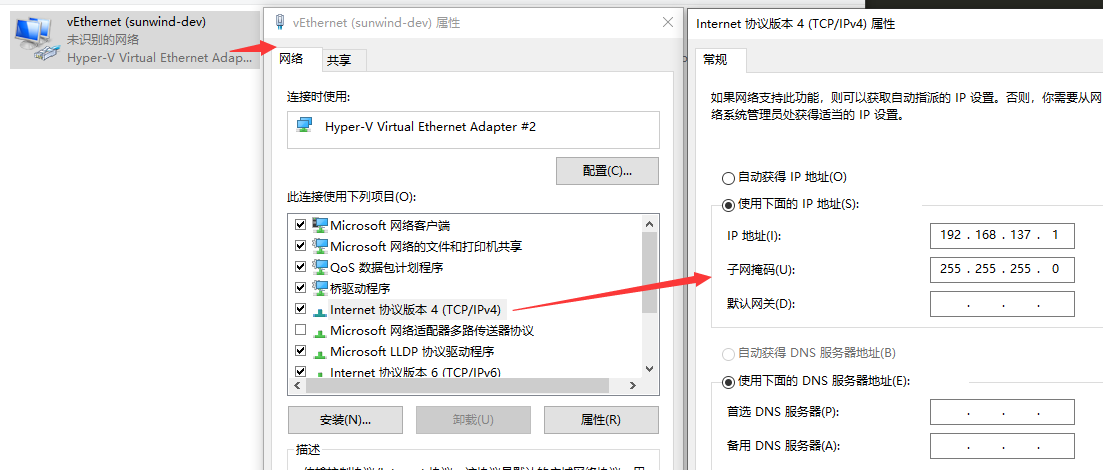 vEthernet (sunwind-dev)
未识别的网络
Hyper-V Virtual Ethernet Adap...
vEthernet (sunwind-dev) 属性
网络
共享
连接时使用:
Hyper-V Virtual Ethernet Adapter #2
配置(C)...
此连接使用下列项目(O):
Microsoft 网络客户端
Microsoft 网络的文件和打印机共享
QoS 数据包计划程序
桥驱动程序
Internet 协议版本 4 (TCP/IPv4)
Microsoft 网络适配器多路传送器协议
Microsoft LLDP 协议驱动程序
Internet 协议版本 6 (TCP/IPv6)
安装(N)...
卸载(U)
属性(R)
描述
Internet 协议版本 4 (TCP/IPv4) 属性
常规
如果网络支持此功能，则可以获取自动指派的 IP 设置。否则，你需要从网
络系统管理员处获得适当的 IP 设置。
自动获得 IP 地址(O)
使用下面的 IP 地址(S):
IP 地址(I):
192 . 168 . 137 . 1
子网掩码(U):
255 . 255 . 255 . 0
默认网关(D):
. . .
自动获得 DNS 服务器地址(B)
使用下面的 DNS 服务器地址(E):
首选 DNS 服务器(P):
. . .
备用 DNS 服务器(A):
. . .